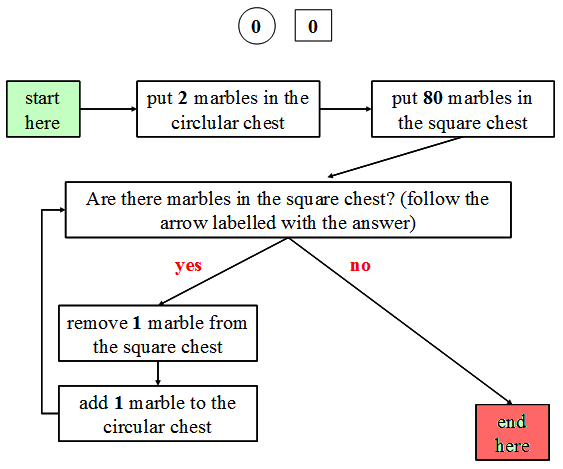 0 0
start
here
put 2 marbles in the
circlular chest
put 80 marbles in
the square chest
Are there marbles in the square chest? (follow the
arrow labelled with the answer)
yes
no
remove 1 marble from
the square chest
add 1 marble to the
circular chest
end
here